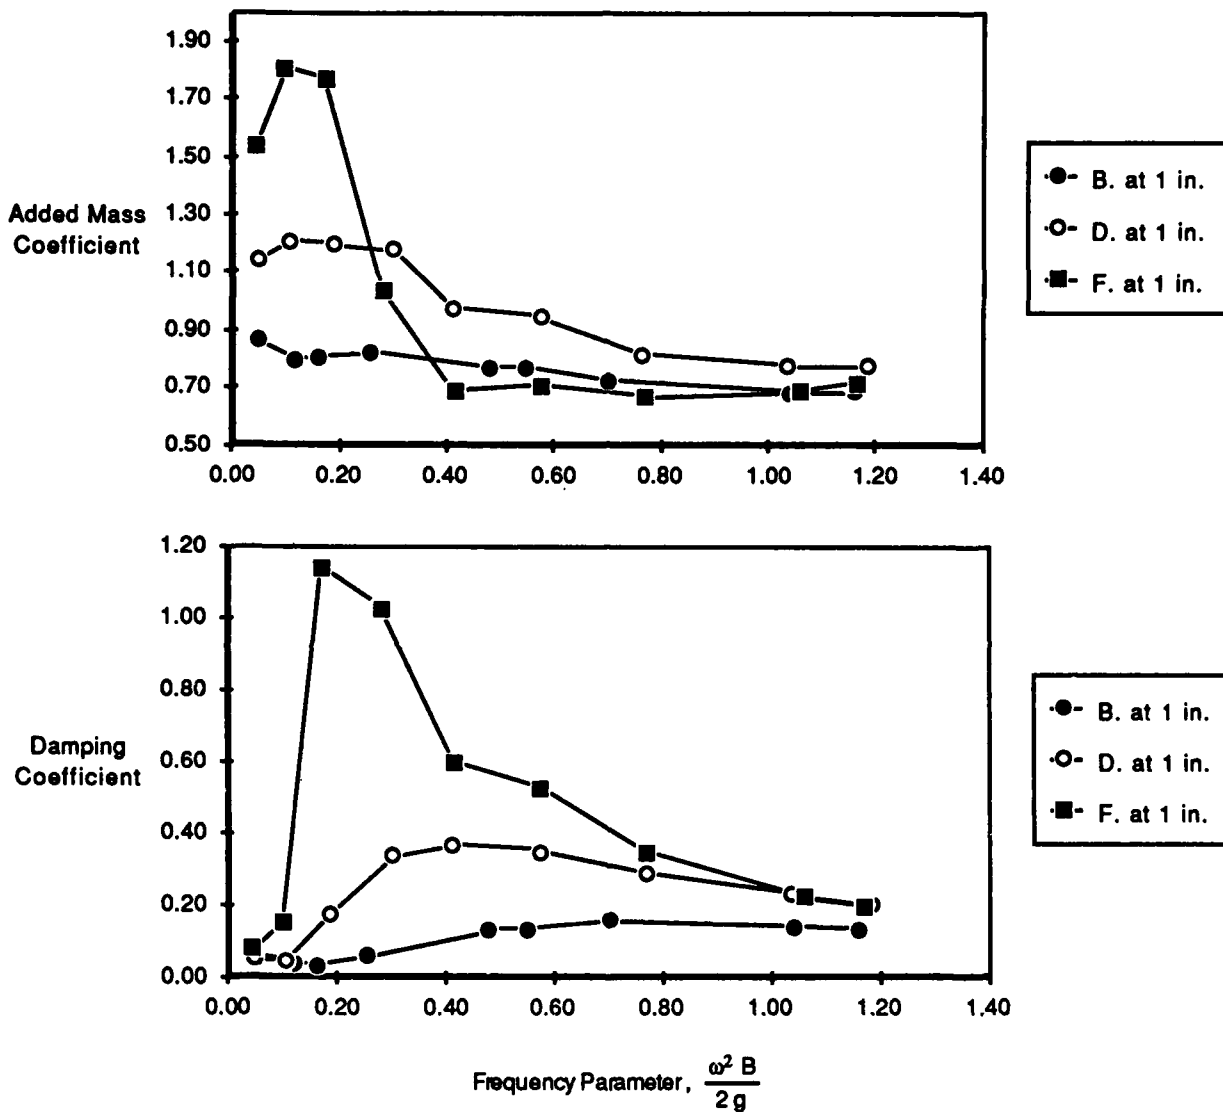 1.90
1.70
1.50
1.30
1.10
0.90
0.70
0.50
Added Mass
Coefficient
0.00 0.20 0.40 0.60 0.80 1.00 1.20 1.40
B. at 1 in.
D. at 1 in.
F. at 1 in.
1.20
1.00
0.80
0.60
0.40
0.20
0.00
Damping
Coefficient
0.00 0.20 0.40 0.60 0.80 1.00 1.20 1.40
B. at 1 in.
D. at 1 in.
F. at 1 in.
Frequency Parameter, ω² B
2 g